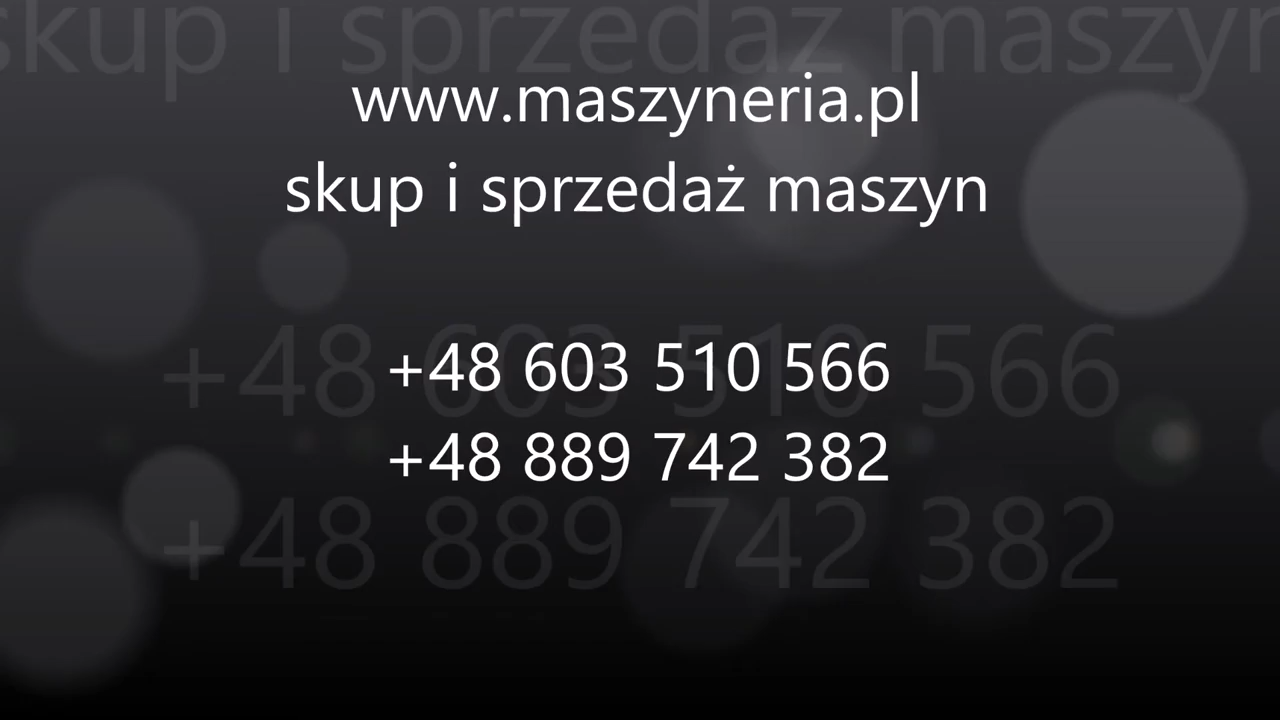 www.maszyneria.pl
skup i sprzedaż maszyn
+48 603 510 566
+48 889 742 382